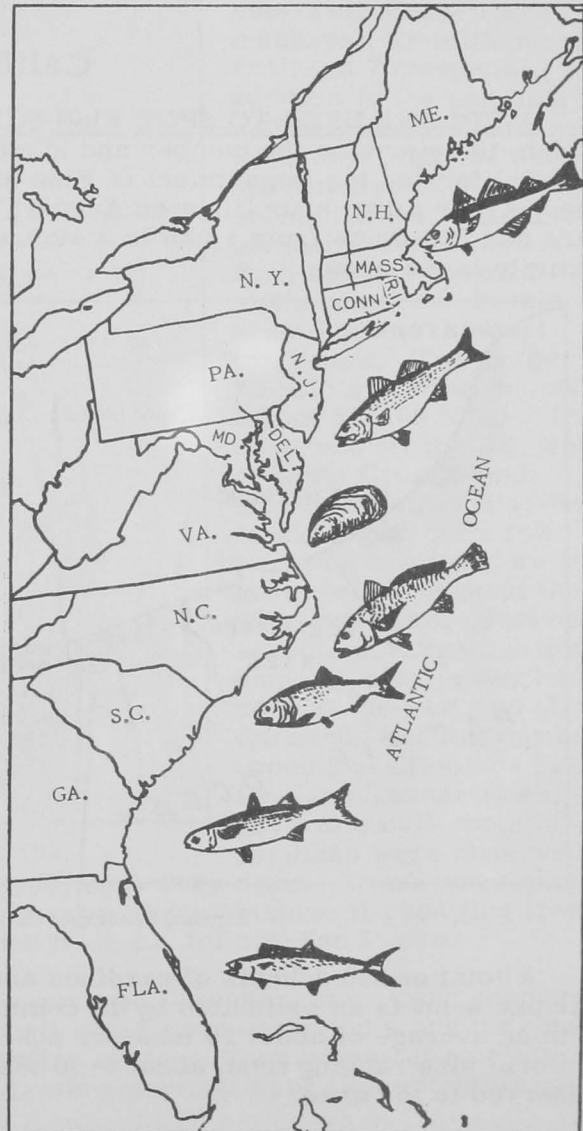 ME.
N.H.
MASS.
N. Y.
CONN
R.I.
PA.
N.J.
MD.
DEL.
OCEAN
VA.
N.C.
ATLANTIC
S.C.
GA.
FLA.